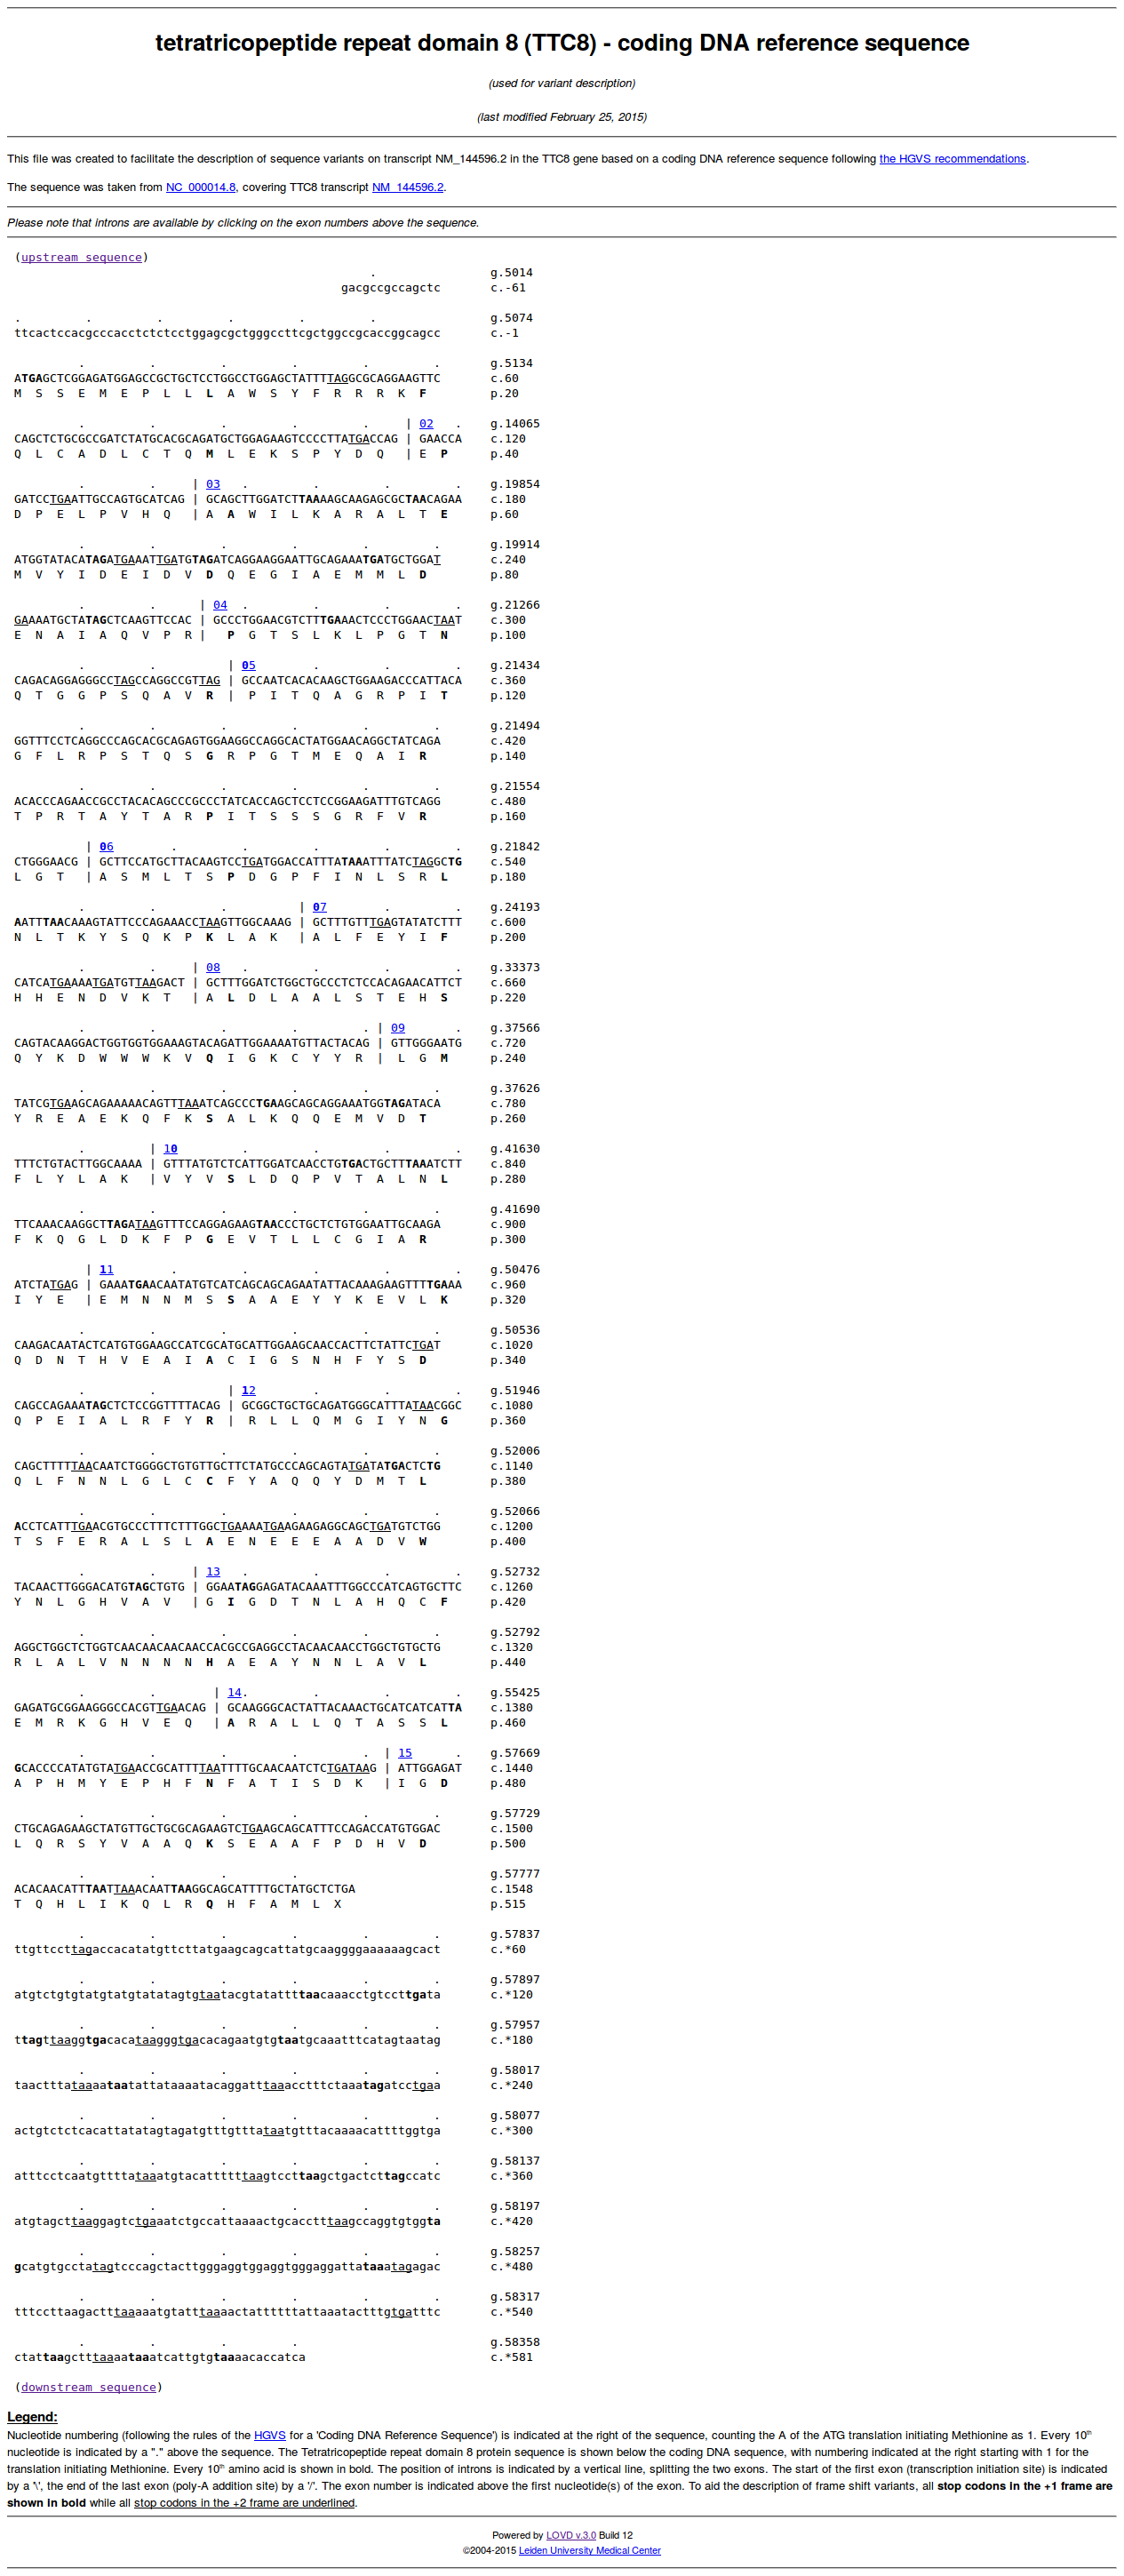 tetratricopeptide repeat domain 8 (TTC8) - coding DNA reference sequence
(used for variant description)
(last modified February 25, 2015)
This file was created to facilitate the description of sequence variants on transcript NM_144596.2 in the TTC8 gene based on a coding DNA reference sequence following the HGVS recommendations.
The sequence was taken from NC_000014.8, covering TTC8 transcript NM_144596.2.
Please note that introns are available by clicking on the exon numbers above the sequence.
(upstream sequence)
. g.5014
gacgccgccagctc c.-61
. . . . . . g.5074
ttcactccacgcccacctctctcctggagcgctgggccttcgctggccgcaccggcagcc c.-1
. . . . . . g.5134
ATGAGCTCGGAGATGGAGCCGCTGCTCCTGGCCTGGAGCTATTTTAGGCGCAGGAAGTTC c.60
M S S E M E P L L L A W S Y F R R R K F p.20
. . . . . | 02 . g.14065
CAGCTCTGCGCCGATCTATGCACGCAGATGCTGGAGAAGTCCCCTTATGACCAG | GAACCA c.120
Q L C A D L C T Q M L E K S P Y D Q | E P p.40
. . | 03 . . . . g.19854
GATCCTGAATTGCCAGTGCATCAG | GCAGCTTGGATCTTAAAAGCAAGAGCGCTAACAGAA c.180
D P E L P V H Q | A A W I L K A R A L T E p.60
. . . . . . g.19914
ATGGTATACATAGATGAAATTGATGTAGATCAGGAAGGAATTGCAGAAATGATGCTGGAT c.240
M V Y I D E I D V D Q E G I A E M M L D p.80
. . | 04 . . . . g.21266
GAAAATGCTATAGCTCAAGTTCCAC | GCCCTGGAACGTCTTTGAAACTCCCTGGAACTAAT c.300
E N A I A Q V P R | P G T S L K L P G T N p.100
. . | 05 . . . g.21434
CAGACAGGAGGGCCTAGCCAGGCCGTTAG | GCCAATCACACAAGCTGGAAGACCCATTACA c.360
Q T G G P S Q A V R | P I T Q A G R P I T p.120
. . . . . . g.21494
GGTTTCCTCAGGCCCAGCACGCAGAGTGGAAGGCCAGGCACTATGGAACAGGCTATCAGA c.420
G F L R P S T Q S G R P G T M E Q A I R p.140
. . . . . . g.21554
ACACCCAGAACCGCCTACACAGCCCGCCCTATCACCAGCTCCTCCGGAAGATTTGTCAGG c.480
T P R T A Y T A R P I T S S S G R F V R p.160
| 06 . . . . . g.21842
CTGGGAACG | GCTTCCATGCTTACAAGTCCTGATGGACCATTTATAAATTTATCTAGGCTG c.540
L G T | A S M L T S P D G P F I N L S R L p.180
. . . | 07 . . g.24193
AATTTAACAAAGTATTCCCAGAAACCTAAGTTGGCAAAG | GCTTTGTTTGAGTATATCTTT c.600
N L T K Y S Q K P K L A K | A L F E Y I F p.200
. . | 08 . . . . g.33373
CATCATGAAAATGATGTTAAGACT | GCTTTGGATCTGGCTGCCCTCTCCACAGAACATTCT c.660
H H E N D V K T | A L D L A A L S T E H S p.220
. . . . . | 09 . g.37566
CAGTACAAGGACTGGTGGTGGAAAGTACAGATTGGAAAATGTTACTACAG | GTTGGGAATG c.720
Q Y K D W W W K V Q I G K C Y Y R | L G M p.240
. . . . . . g.37626
TATCGTGAAGCAGAAAAACAGTTTAAATCAGCCCTGAAGCAGCAGGAAATGGTAGATACA c.780
Y R E A E K Q F K S A L K Q Q E M V D T p.260
. | 10 . . . . g.41630
TTTCTGTACTTGGCAAAA | GTTTATGTCTCATTGGATCAACCTGTGACTGCTTTAAATCTT c.840
F L Y L A K | V Y V S L D Q P V T A L N L p.280
. . . . . . g.41690
TTCAAACAAGGCTTAGATAAGTTTCCAGGAGAAGTAACCCTGCTCTGTGGAATTGCAAGA c.900
F K Q G L D K F P G E V T L L C G I A R p.300
| 11 . . . . . g.50476
ATCTATGAG | GAAATGAACAATATGTCATCAGCAGCAGAATATTACAAAGAAGTTTTGAAA c.960
I Y E | E M N N M S S A A E Y Y K E V L K p.320
. . . . . . g.50536
CAAGACAATACTCATGTGGAAGCCATCGCATGCATTGGAAGCAACCACTTCTATTCTGAT c.1020
Q D N T H V E A I A C I G S N H F Y S D p.340
. . | 12 . . . g.51946
CAGCCAGAAATAGCTCTCCGGTTTTACAG | GCGGCTGCTGCAGATGGGCATTTATAACGGC c.1080
Q P E I A L R F Y R | R L L Q M G I Y N G p.360
. . . . . . g.52006
CAGCTTTTTAACAATCTGGGGCTGTGTTGCTTCTATGCCCAGCAGTATGATATGACTCTG c.1140
Q L F N N L G L C C F Y A Q Q Y D M T L p.380
. . . . . . g.52066
ACCTCATTTGAACGTGCCCTTTCTTTGGCTGAAAATGAAGAAGAGGCAGCTGATGTCTGG c.1200
T S F E R A L S L A E N E E E A A D V W p.400
. . | 13 . . . . g.52732
TACAACTTGGGACATGTAGCTGTG | GGAATAGGAGATACAAATTTGGCCCATCAGTGCTTC c.1260
Y N L G H V A V | G I G D T N L A H Q C F p.420
. . . . . . g.52792
AGGCTGGCTCTGGTCAACAACAACAACCACGCCGAGGCCTACAACAACCTGGCTGTGCTG c.1320
R L A L V N N N N H A E A Y N N L A V L p.440
. . | 14. . . . g.55425
GAGATGCGGAAGGGCCACGTTGAACAG | GCAAGGGCACTATTACAAACTGCATCATCATTA c.1380
E M R K G H V E Q | A R A L L Q T A S S L p.460
. . . . . | 15 . g.57669
GCACCCCATATGTATGAACCGCATTTTAATTTTGCAACAATCTCTGATAAG | ATTGGAGAT c.1440
A P H M Y E P H F N F A T I S D K | I G D p.480
. . . . . . g.57729
CTGCAGAGAAGCTATGTTGCTGCGCAGAAGTCTGAAGCAGCATTTCCAGACCATGTGGAC c.1500
L Q R S Y V A A Q K S E A A F P D H V D p.500
. . . . g.57777
ACACAACATTTAATTAAACAATTAAGGCAGCATTTTGCTATGCTCTGA c.1548
T Q H L I K Q L R Q H F A M L X p.515
. . . . . . g.57837
ttgttccttagaccacatatgttcttatgaagcagcattatgcaaggggaaaaaagcact c.*60
. . . . . . g.57897
atgtctgtgtatgtatgtatatagtgtaatacgtatattttaacaaacctgtccttgata c.*120
. . . . . . g.57957
ttagttaaggtgacacataagggtgacacagaatgtgtaatgcaaatttcatagtaatag c.*180
. . . . . . g.58017
taactttataaaataatattataaaatacaggatttaaacctttctaaatagatcctgaa c.*240
. . . . . . g.58077
actgtctctcacattatatagtagatgtttgtttataatgtttacaaaacattttggtga c.*300
. . . . . . g.58137
atttcctcaatgttttataaatgtacattttttaagtccttaagctgactcttagccatc c.*360
. . . . . . g.58197
atgtagcttaaggagtctgaaatctgccattaaaactgcacctttaagccaggtgtggta c.*420
. . . . . . g.58257
gcatgtgcctatagtcccagctacttgggaggtggaggtgggaggattataaatagagac c.*480
. . . . . . g.58317
tttccttaagactttaaaaatgtatttaaaactattttttattaaatactttgtgatttc c.*540
. . . . g.58358
ctattaagctttaaaaataaatcattgtgtaaaacaccatca c.*581
(downstream sequence)
Legend:
Nucleotide numbering (following the rules of the HGVS for a 'Coding DNA Reference Sequence') is indicated at the right of the sequence, counting the A of the ATG translation initiating Methionine as 1. Every 10th
nucleotide is indicated by a "." above the sequence. The Tetratricopeptide repeat domain 8 protein sequence is shown below the coding DNA sequence, with numbering indicated at the right starting with 1 for the
translation initiating Methionine. Every 10th amino acid is shown in bold. The position of introns is indicated by a vertical line, splitting the two exons. The start of the first exon (transcription initiation site) is indicated
by a '\', the end of the last exon (poly-A addition site) by a '/'. The exon number is indicated above the first nucleotide(s) of the exon. To aid the description of frame shift variants, all stop codons in the +1 frame are
shown in bold while all stop codons in the +2 frame are underlined.
Powered by LOVD v.3.0 Build 12
©2004-2015 Leiden University Medical Center